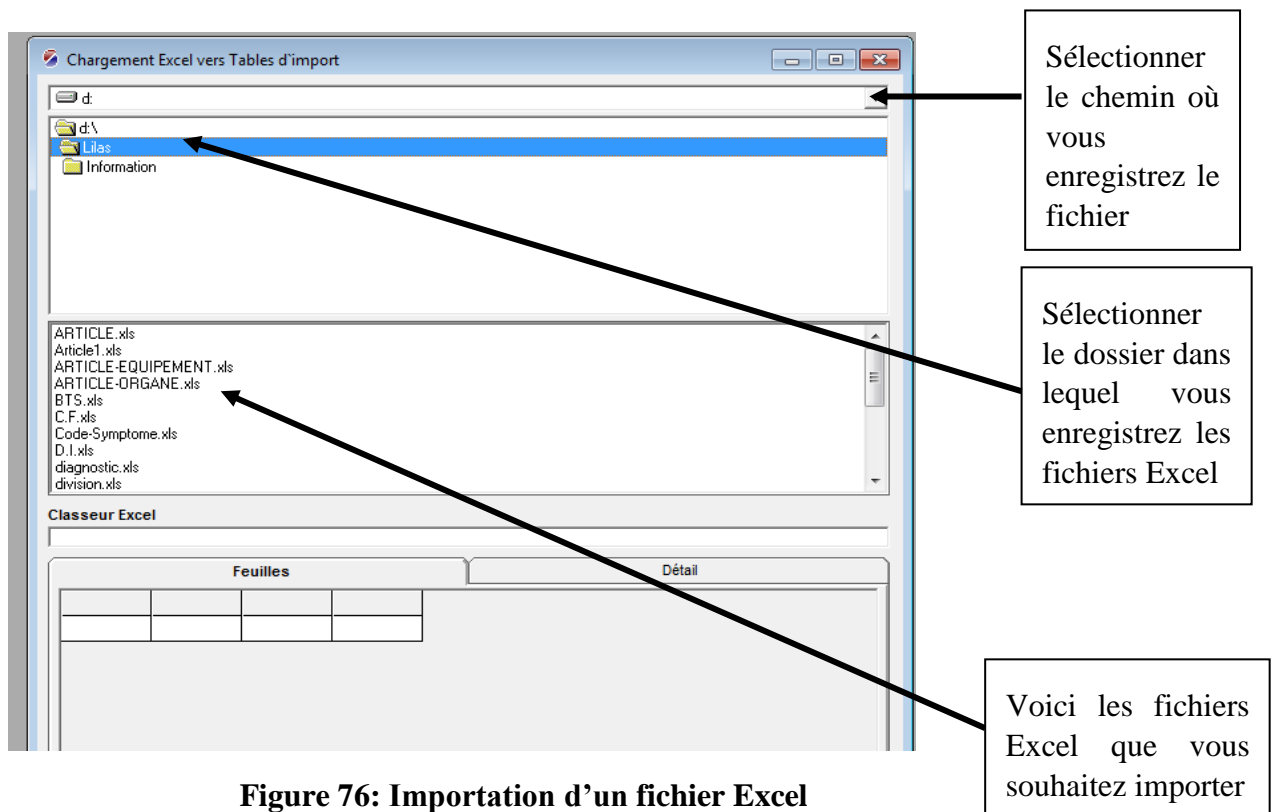 Chargement Excel vers Tables d`import
d:
d:\
Lilas
Information
ARTICLE.xls
Article1.xls
ARTICLE-EQUIPEMENT.xls
ARTICLE-ORGANE.xls
BTS.xls
C.F.xls
Code-Symptome.xls
D.I.xls
diagnostic.xls
division.xls
Classeur Excel
Feuilles
Détail
Sélectionner
le chemin où
vous
enregistrez le
fichier
Sélectionner
le dossier dans
lequel vous
enregistrez les
fichiers Excel
Voici les fichiers
Excel que vous
souhaitez importer
Figure 76: Importation d’un fichier Excel